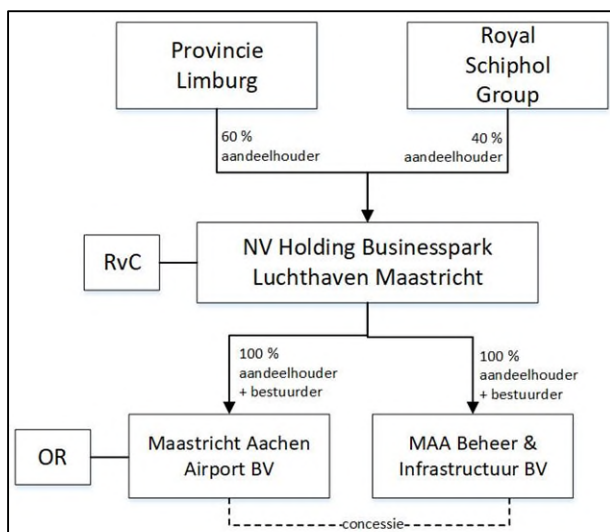 Provincie
Limburg
Royal
Schiphol
Group
60 %
aandeelhouder
40 %
aandeelhouder
RvC
NV Holding Businesspark
Luchthaven Maastricht
100 %
aandeelhouder
+ bestuurder
100 %
aandeelhouder
+ bestuurder
OR
Maastricht Aachen
Airport BV
MAA Beheer &
Infrastructuur BV
concessie